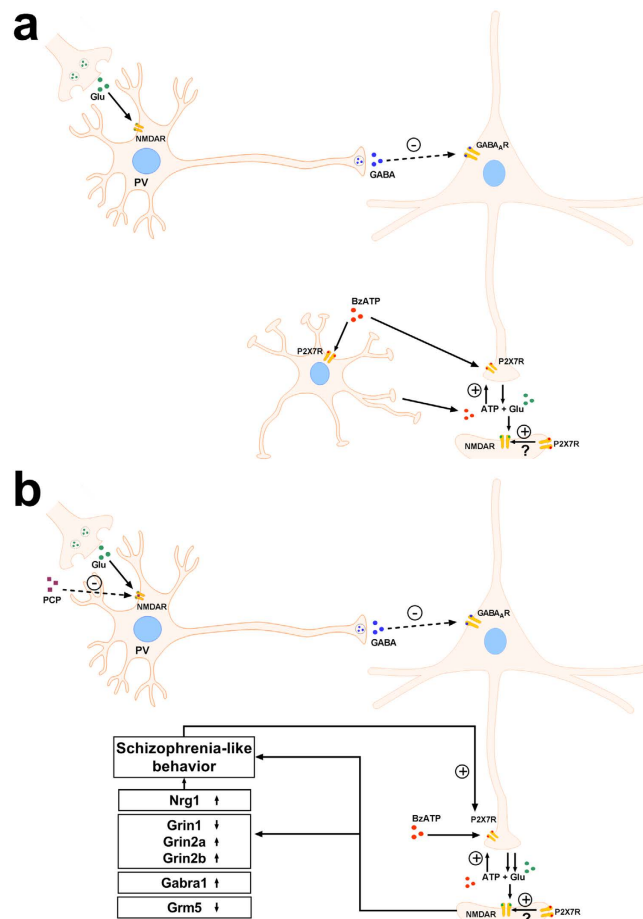 a
Glu
NMDAR
PV
GABA
-
GABAAR
BzATP
P2X7R
P2X7R
+
ATP + Glu
+
NMDAR
?
P2X7R
b
Glu
-
PCP
NMDAR
PV
GABA
-
GABAAR
Schizophrenia-like
behavior
+
Nrg1 ↑
Grin1 ↓
Grin2a ↑
Grin2b ↑
Gabra1 ↑
Grm5 ↓
BzATP
P2X7R
+
ATP + Glu
+
NMDAR
?
P2X7R